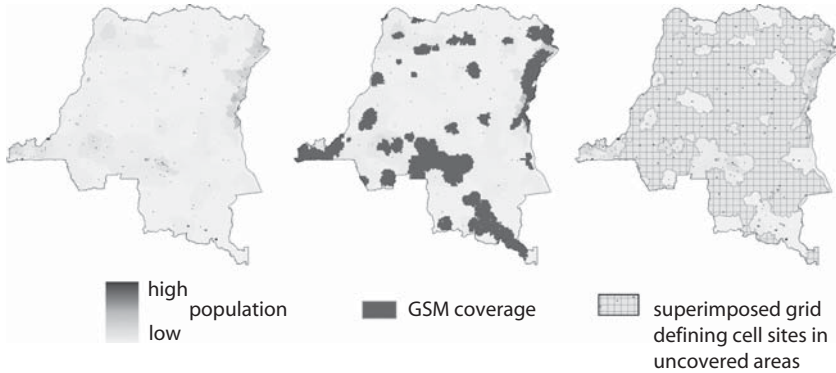 high
population
low
GSM coverage
superimposed grid
defining cell sites in
uncovered areas